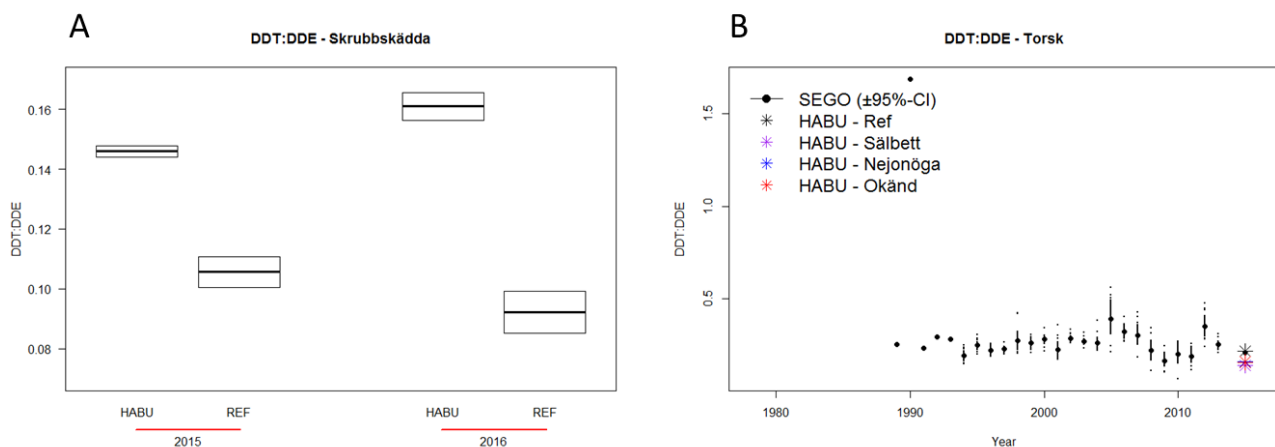 A
DDT:DDE - Skrubbskädda
DDT:DDE
0.16
0.14
0.12
0.10
0.08
HABU REF HABU REF
2015 2016
B
DDT:DDE - Torsk
DDT:DDE
1.5
1.0
0.5
SEGO (±95%-CI)
HABU - Ref
HABU - Sälbett
HABU - Nejonöga
HABU - Okänd
1980 1990 2000 2010
Year